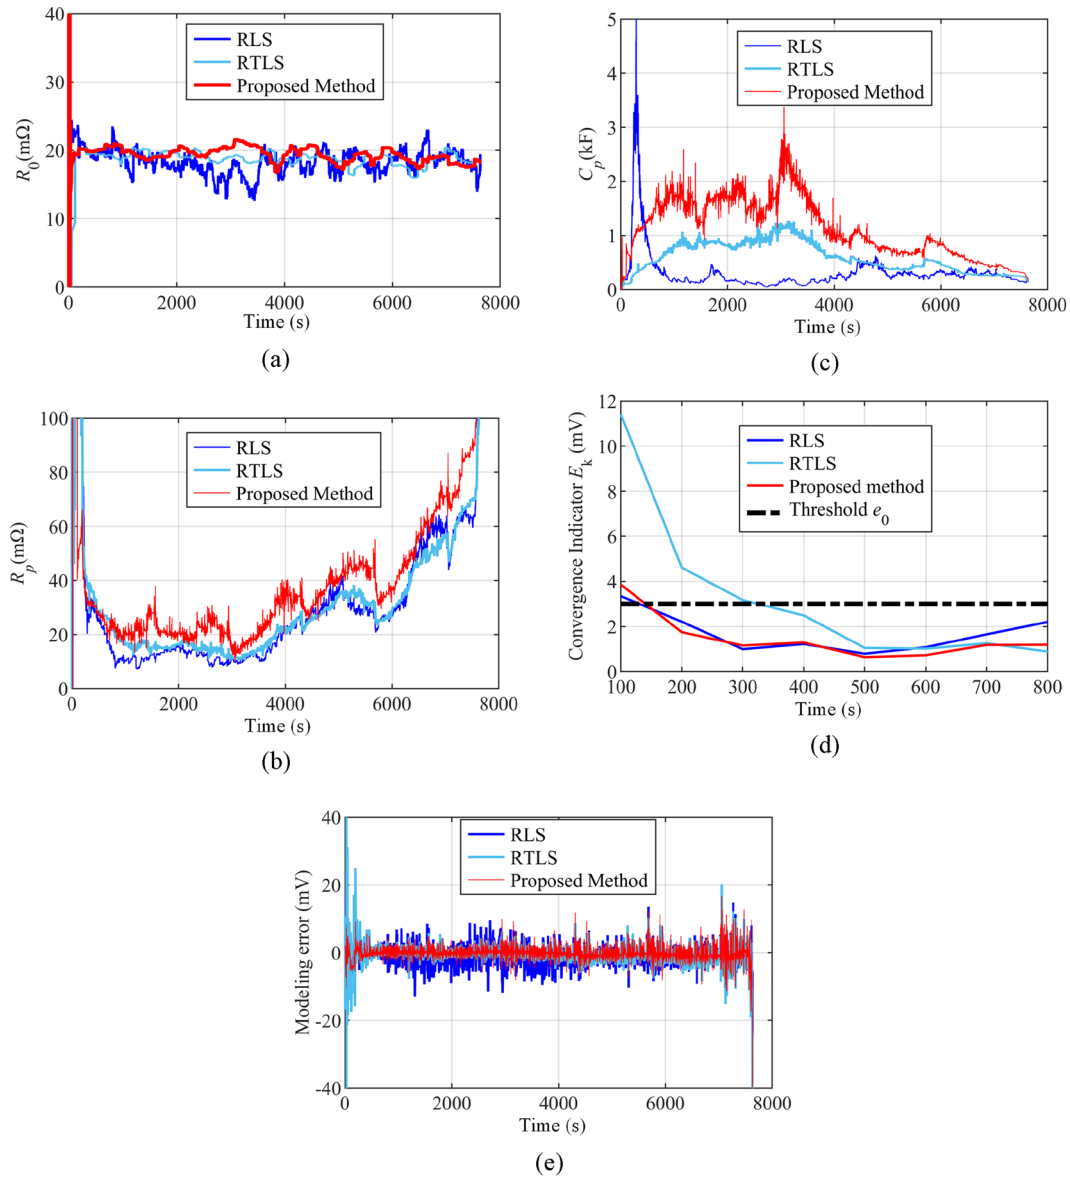 40
30
20
10
0
R0(mΩ)
RLS
RTLS
Proposed Method
0 2000 4000 6000 8000
Time (s)
(a)
5
4
3
2
1
0
Cp(kF)
RLS
RTLS
Proposed Method
0 2000 4000 6000 8000
Time (s)
(c)
100
80
60
40
20
0
Rp(mΩ)
RLS
RTLS
Proposed Method
0 2000 4000 6000 8000
Time (s)
(b)
12
10
8
6
4
2
0
Convergence Indicator Ek (mV)
RLS
RTLS
Proposed method
Threshold e0
100 200 300 400 500 600 700 800
Time (s)
(d)
40
20
0
-20
-40
Modeling error (mV)
RLS
RTLS
Proposed Method
0 2000 4000 6000 8000
Time (s)
(e)